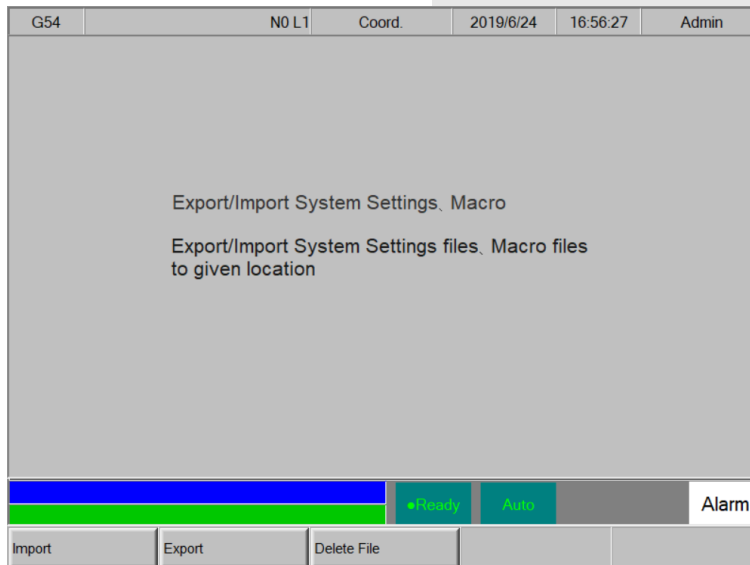 G54 N0 L1 Coord. 2019/6/24 16:56:27 Admin
Export/Import System Settings、Macro
Export/Import System Settings files、Macro files
to given location
●Ready Auto Alarm
Import Export Delete File